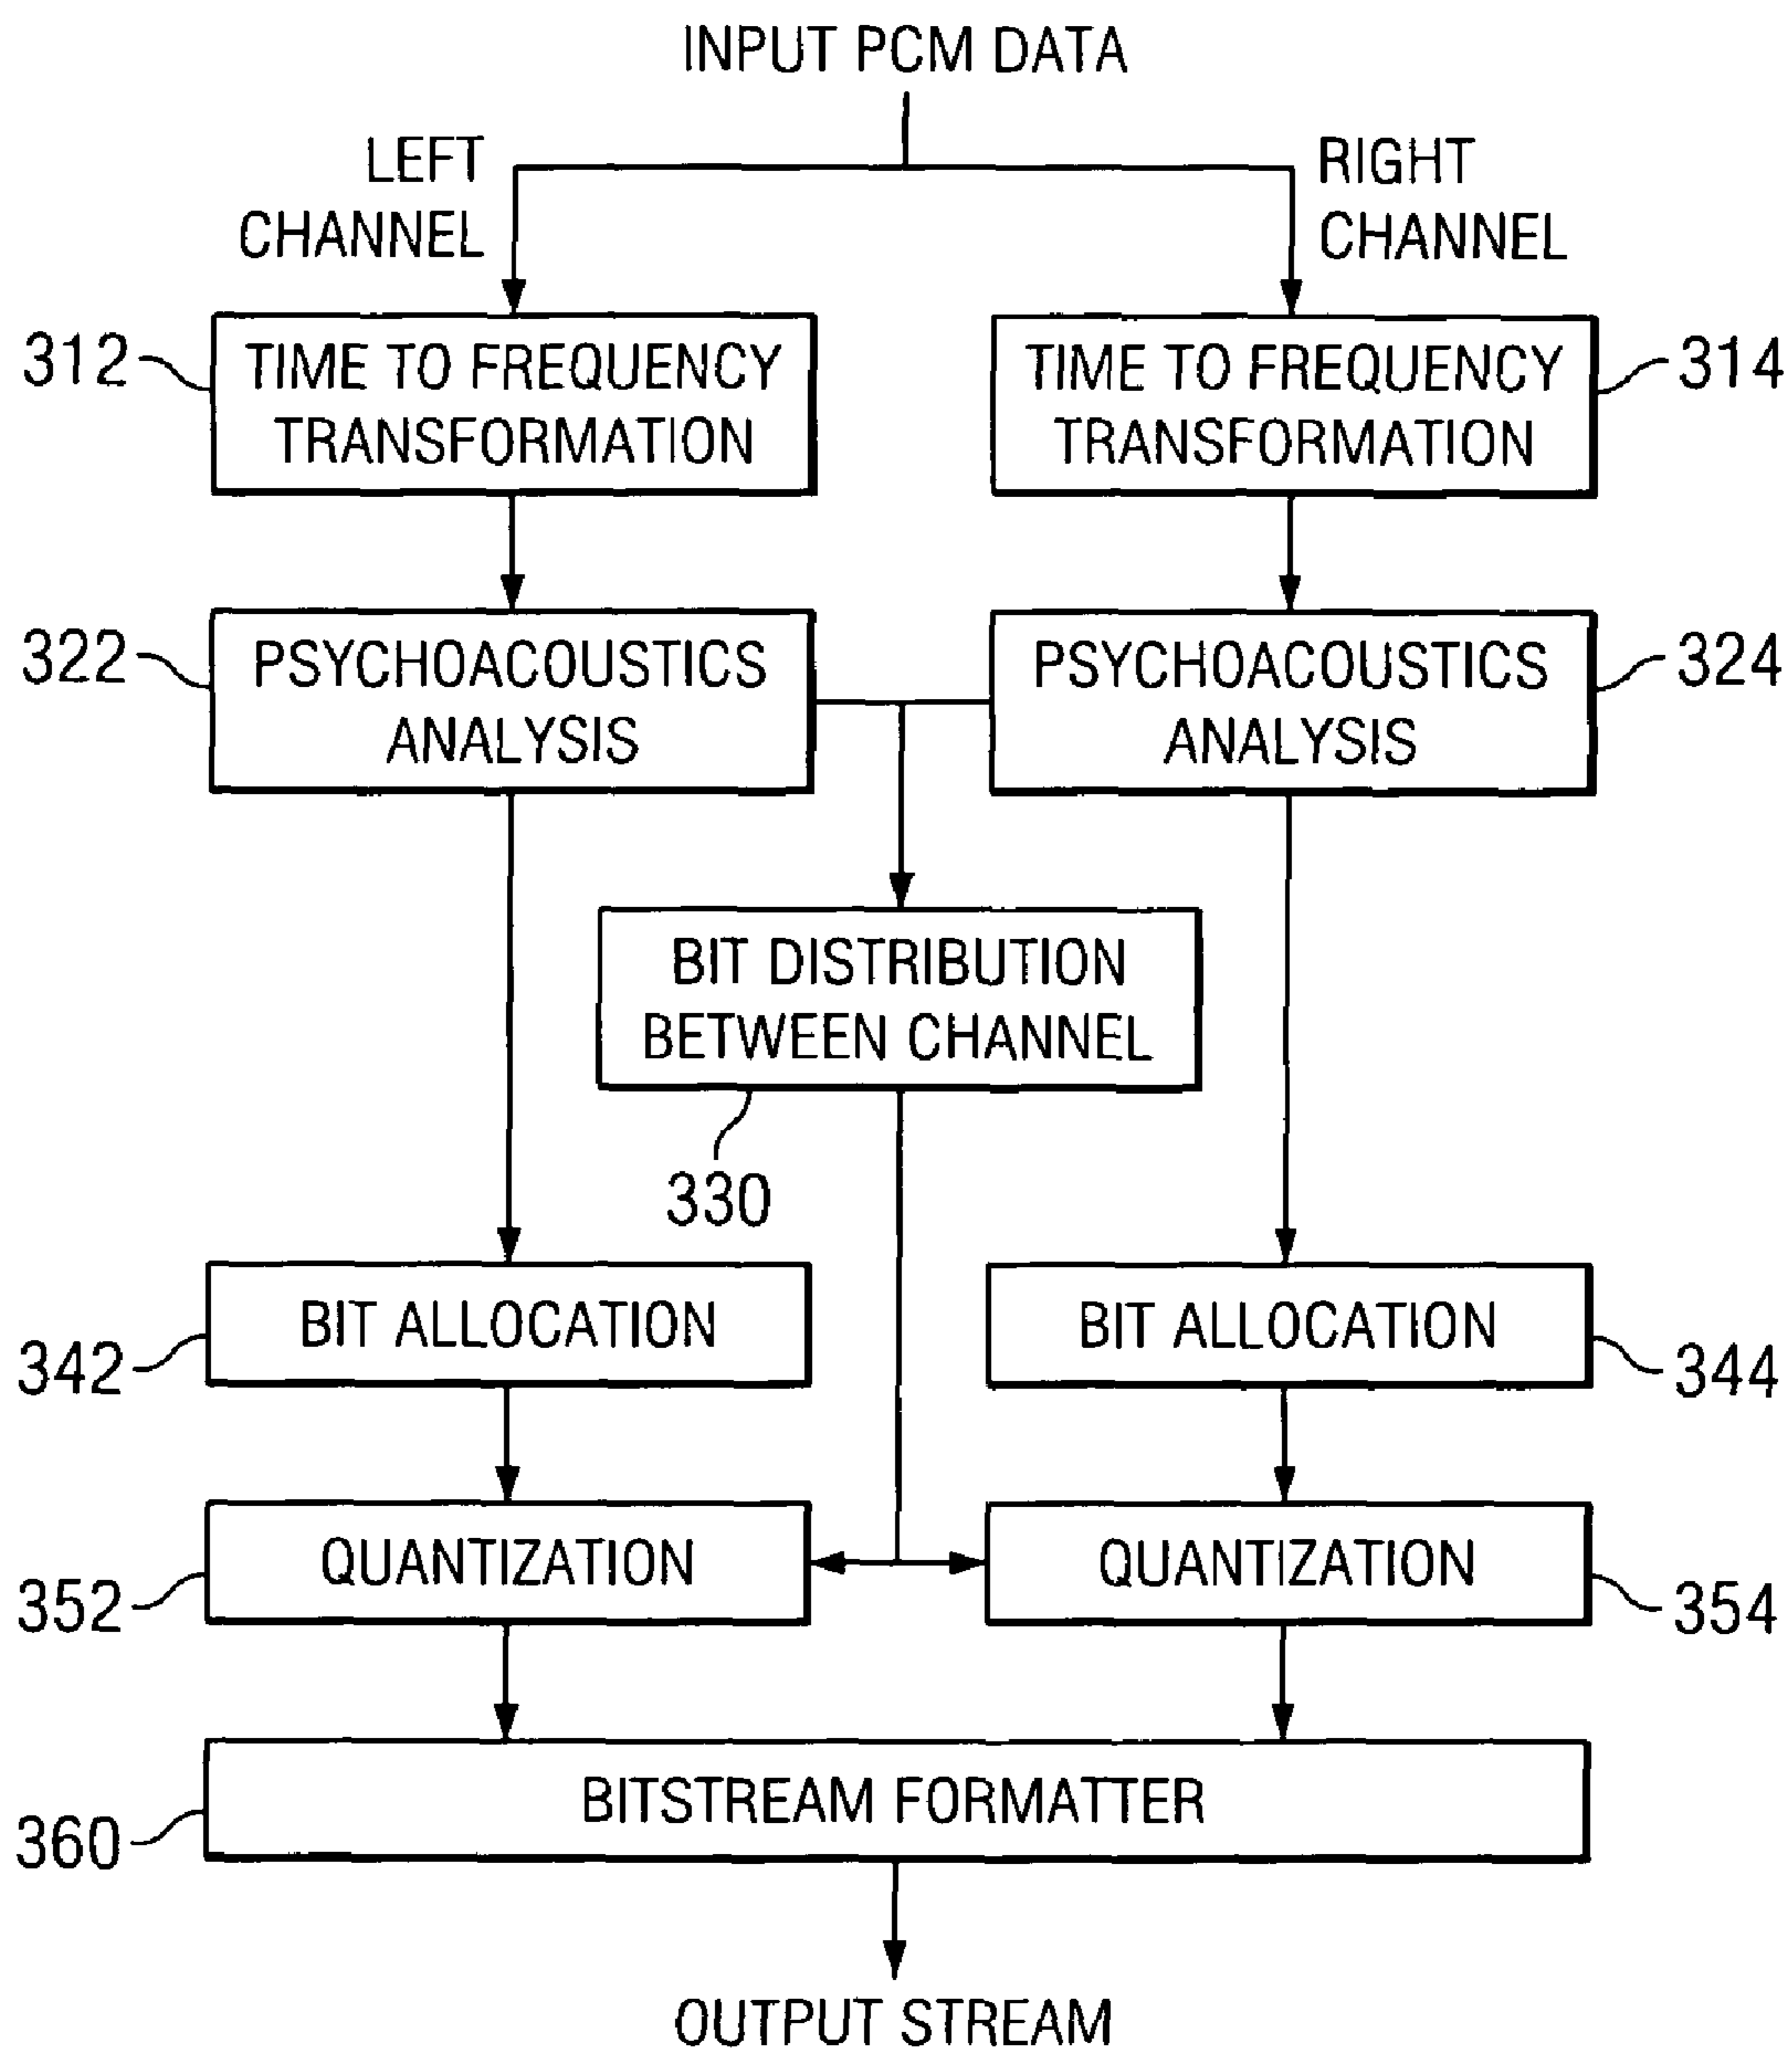 INPUT PCM DATA
LEFT
CHANNEL
RIGHT
CHANNEL
312
TIME TO FREQUENCY
TRANSFORMATION
TIME TO FREQUENCY
TRANSFORMATION
314
322
PSYCHOACOUSTICS
ANALYSIS
PSYCHOACOUSTICS
ANALYSIS
324
BIT DISTRIBUTION
BETWEEN CHANNEL
330
342
BIT ALLOCATION
BIT ALLOCATION
344
352
QUANTIZATION
QUANTIZATION
354
360
BITSTREAM FORMATTER
OUTPUT STREAM